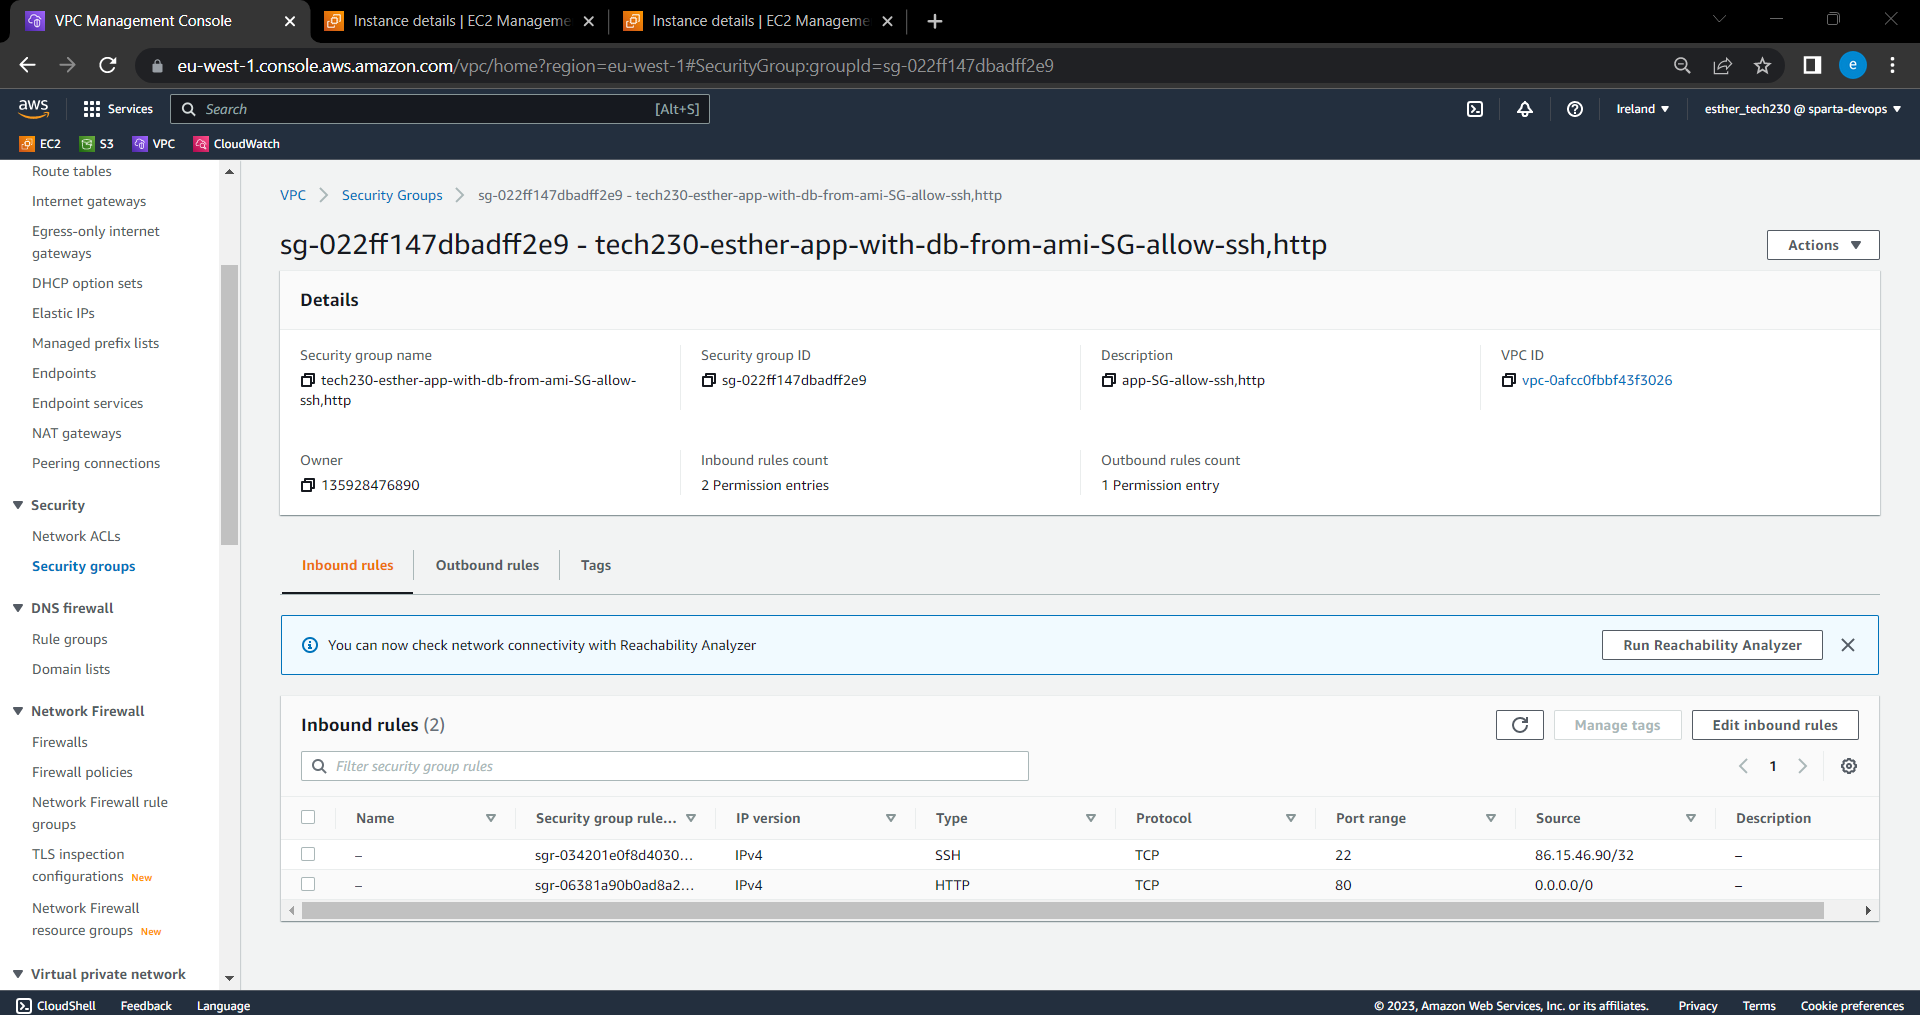 VPC Management Console
Instance details | EC2 Manageme
Instance details | EC2 Manageme
eu-west-1.console.aws.amazon.com/vpc/home?region=eu-west-1#SecurityGroup:groupId=sg-022ff147dbadff2e9
e
aws
Services
Search
[Alt+S]
Ireland
esther_tech230 @ sparta-devops
EC2
S3
VPC
CloudWatch
Route tables
Internet gateways
Egress-only internet
gateways
DHCP option sets
Elastic IPs
Managed prefix lists
Endpoints
Endpoint services
NAT gateways
Peering connections
Security
Network ACLs
Security groups
DNS firewall
Rule groups
Domain lists
Network Firewall
Firewalls
Firewall policies
Network Firewall rule
groups
TLS inspection
configurations New
Network Firewall
resource groups New
Virtual private network
VPC
Security Groups
sg-022ff147dbadff2e9 - tech230-esther-app-with-db-from-ami-SG-allow-ssh,http
sg-022ff147dbadff2e9 - tech230-esther-app-with-db-from-ami-SG-allow-ssh,http
Actions
Details
Security group name
tech230-esther-app-with-db-from-ami-SG-allow-
ssh,http
Security group ID
sg-022ff147dbadff2e9
Description
app-SG-allow-ssh,http
VPC ID
vpc-0afcc0fbbf43f3026
Owner
135928476890
Inbound rules count
2 Permission entries
Outbound rules count
1 Permission entry
Inbound rules
Outbound rules
Tags
You can now check network connectivity with Reachability Analyzer
Run Reachability Analyzer
Inbound rules (2)
Manage tags
Edit inbound rules
Filter security group rules
1
Name
Security group rule...
IP version
Type
Protocol
Port range
Source
Description
– sgr-034201e0f8d4030... IPv4 SSH TCP 22 86.15.46.90/32 –
– sgr-06381a90b0ad8a2... IPv4 HTTP TCP 80 0.0.0.0/0 –
CloudShell
Feedback
Language
© 2023, Amazon Web Services, Inc. or its affiliates.
Privacy
Terms
Cookie preferences